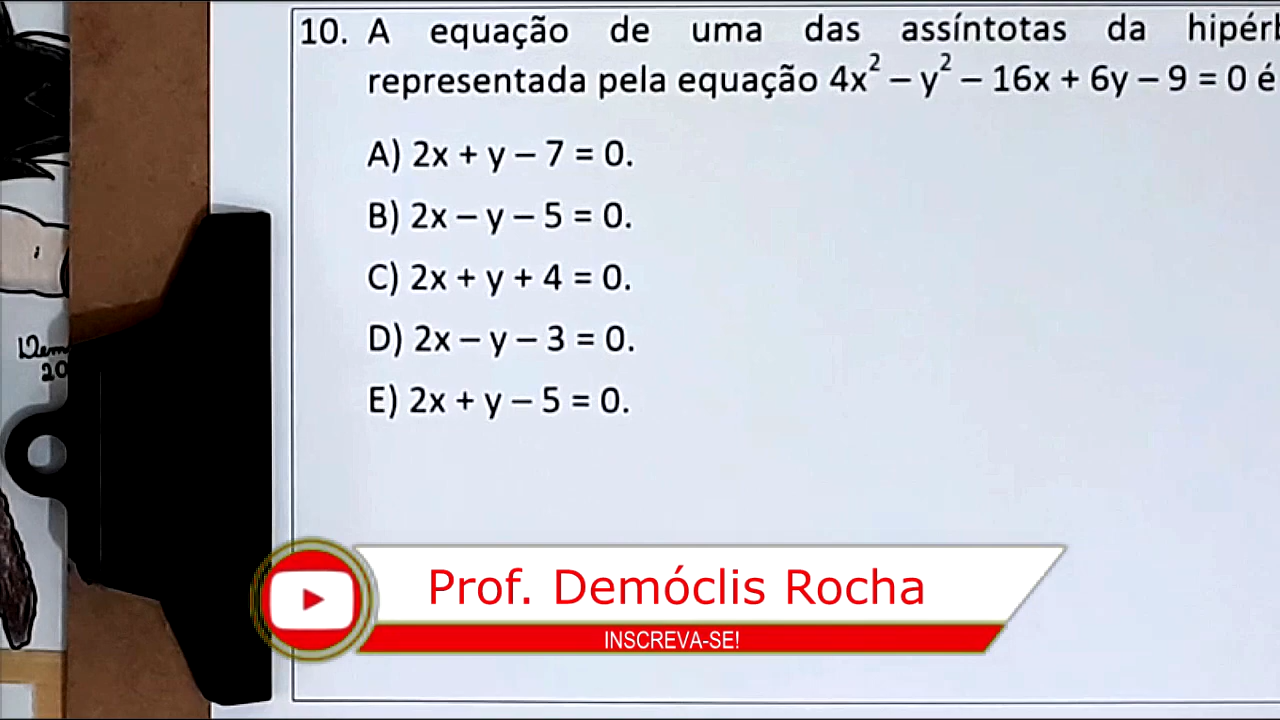 10. A equação de uma das assíntotas da
representada pela equação 4x² – y² – 16x + 6y – 9 = 0 é
A) 2x + y – 7 = 0.
B) 2x – y – 5 = 0.
C) 2x + y + 4 = 0.
D) 2x – y – 3 = 0.
E) 2x + y – 5 = 0.
20
Prof. Demóclis Rocha
INSCREVA-SE!